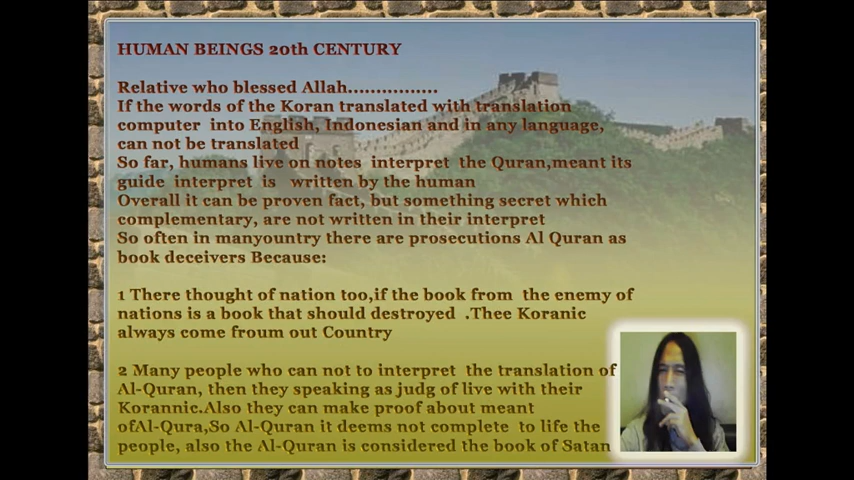 HUMAN BEINGS 20th CENTURY
Relative who blessed Allah................
If the words of the Koran translated with translation
computer into English, Indonesian and in any language,
can not be translated
So far, humans live on notes interpret the Quran,meant its
guide interpret is written by the human
Overall it can be proven fact, but something secret which
complementary, are not written in their interpret
So often in manyountry there are prosecutions Al Quran as
book deceivers Because:
1 There thought of nation too,if the book from the enemy of
nations is a book that should destroyed .Thee Koranic
always come froum out Country
2 Many people who can not to interpret the translation of
Al-Quran, then they speaking as judg of live with their
Korannic.Also they can make proof about meant
ofAl-Qura,So Al-Quran it deems not complete to life the
people, also the Al-Quran is considered the book of Satan